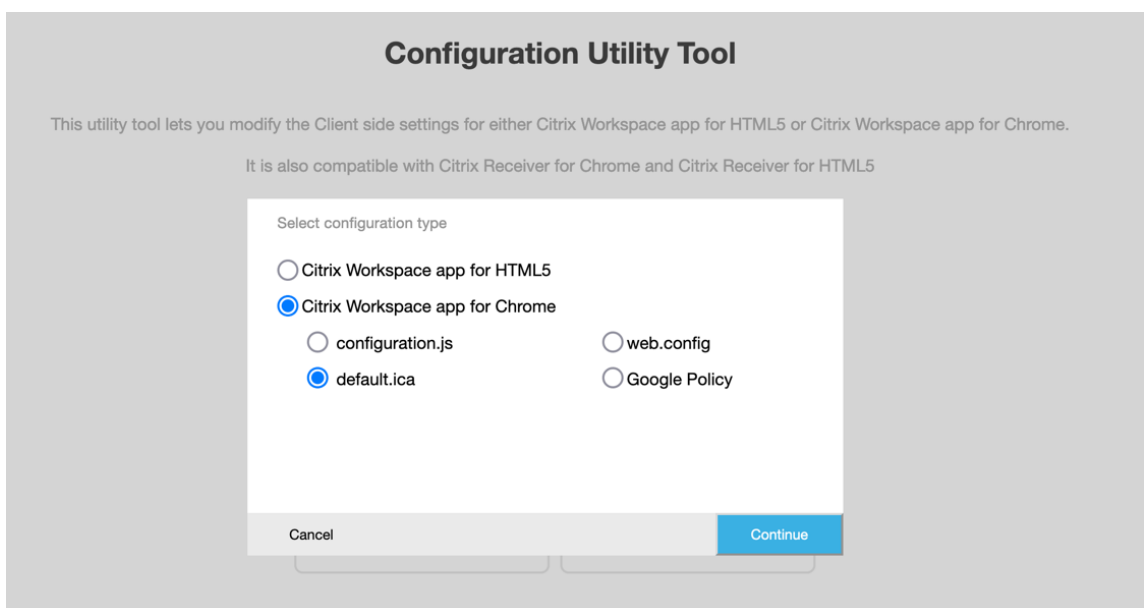 Configuration Utility Tool
This utility tool lets you modify the Client side settings for either Citrix Workspace app for HTML5 or Citrix Workspace app for Chrome.
It is also compatible with Citrix Receiver for Chrome and Citrix Receiver for HTML5
Select configuration type
Citrix Workspace app for HTML5
Citrix Workspace app for Chrome
configuration.js web.config
default.ica Google Policy
Cancel Continue